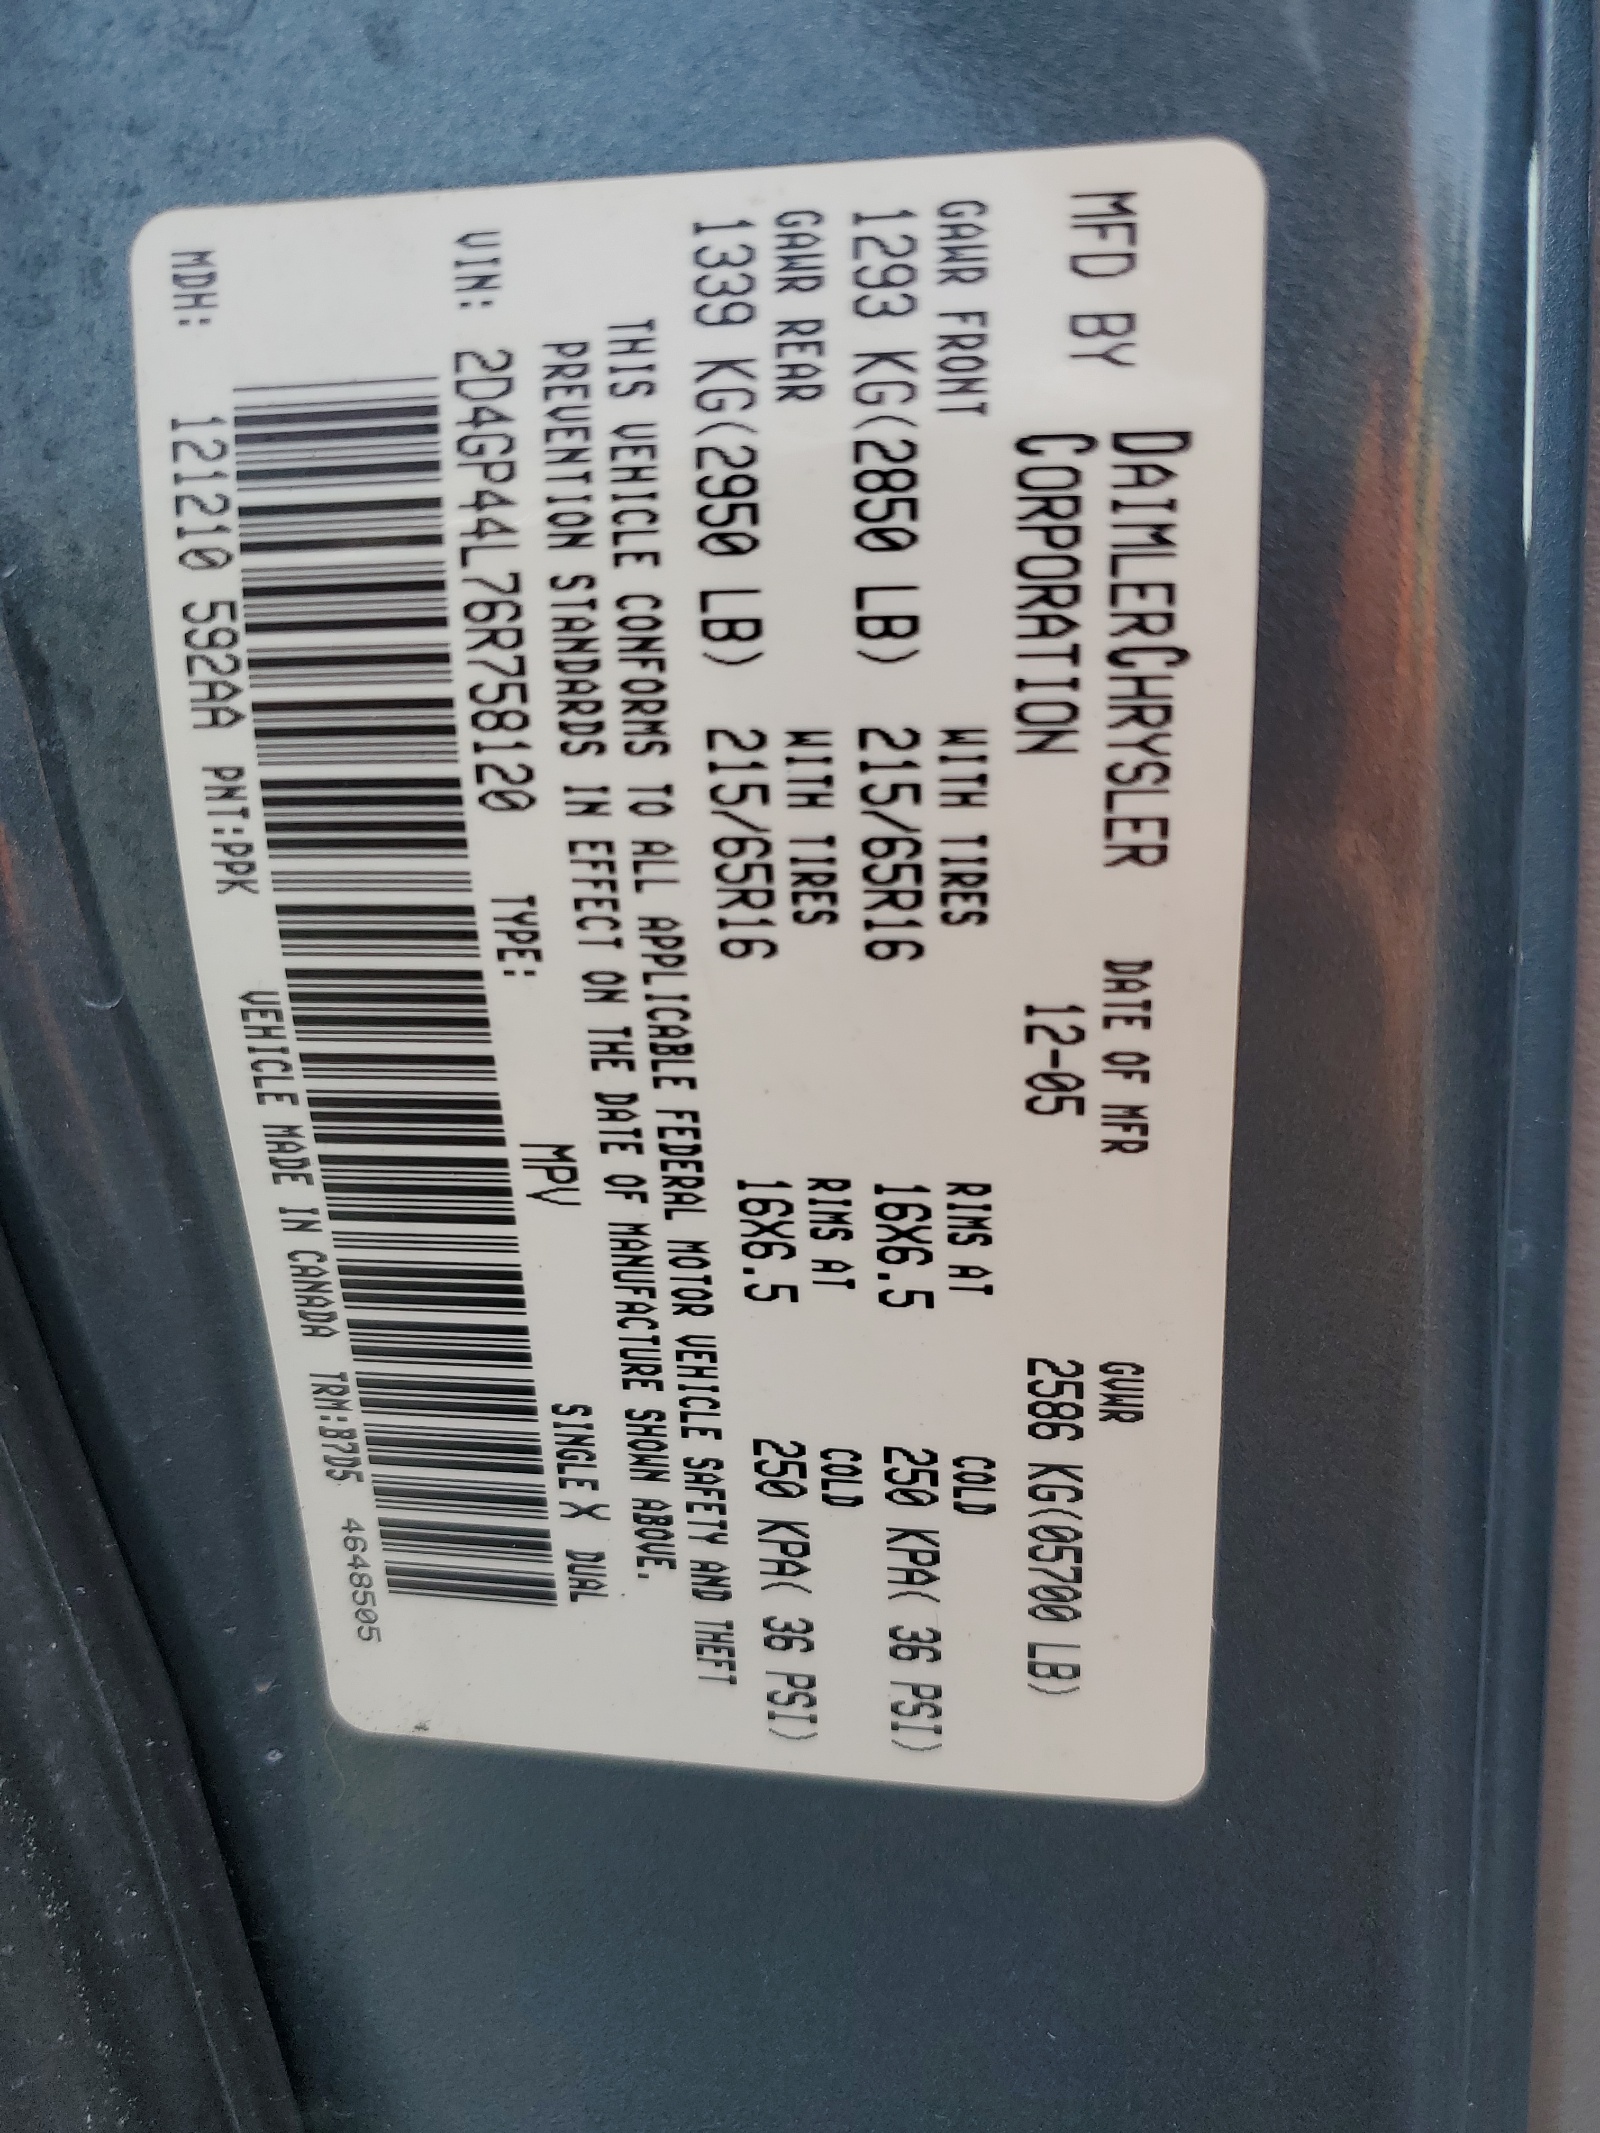 MFD BY DAIMLERCHRYSLER CORPORATION DATE OF MFR 12-05 GVWR 2586 KG(05700 LB)
GAWR FRONT WITH TIRES RIMS AT COLD
1293 KG(2850 LB) 215/65R16 16X6.5 250 KPA( 36 PSI)
GAWR REAR WITH TIRES RIMS AT COLD
1339 KG(2950 LB) 215/65R16 16X6.5 250 KPA( 36 PSI)
THIS VEHICLE CONFORMS TO ALL APPLICABLE FEDERAL MOTOR VEHICLE SAFETY AND THEFT
PREVENTION STANDARDS IN EFFECT ON THE DATE OF MANUFACTURE SHOWN ABOVE.
VIN: 2D4GP44L76R758120 TYPE: MPV SINGLE X DUAL
MDH: 121210 592AA PNT:PPK VEHICLE MADE IN CANADA TRM:B7D5 4648505